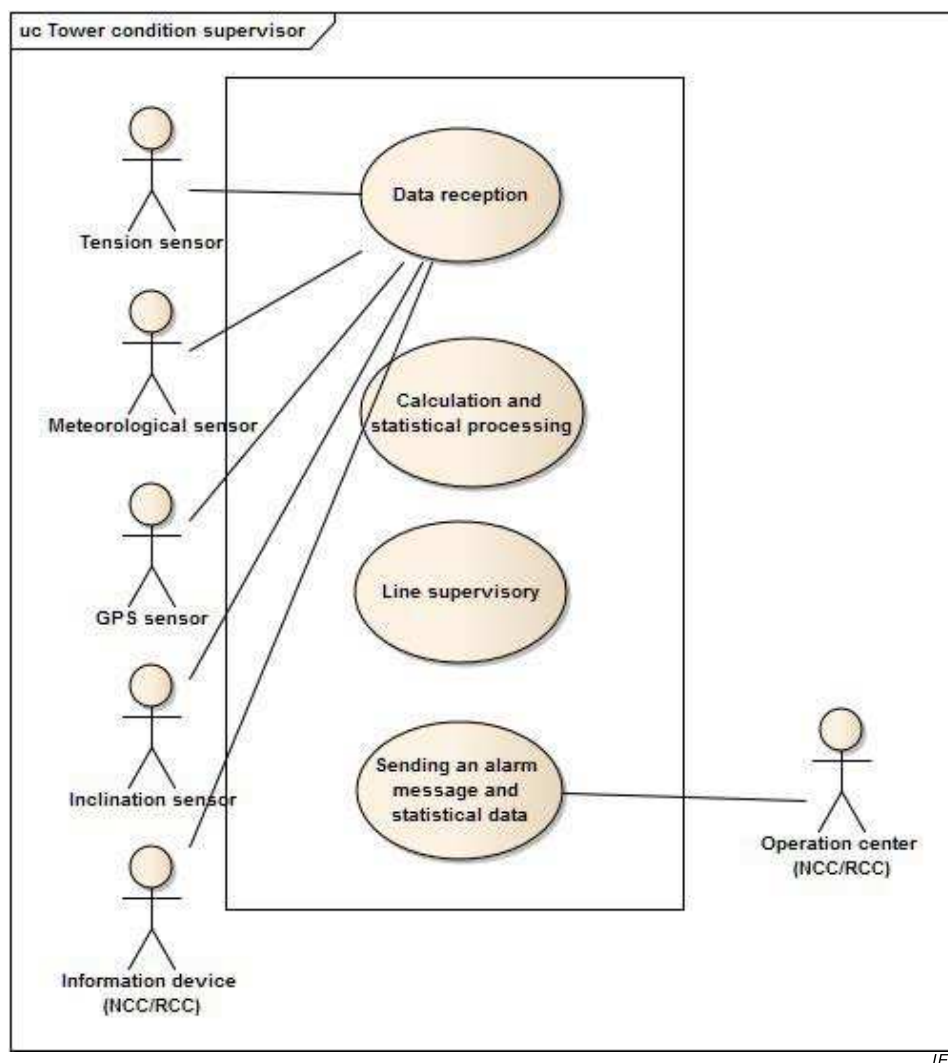 uc Tower condition supervisor
Data reception
Tension sensor
Calculation and
statistical processing
Meteorological sensor
Line supervisory
GPS sensor
Sending an alarm
message and
statistical data
Inclination sensor
Operation center
(NCC/RCC)
Information device
(NCC/RCC)